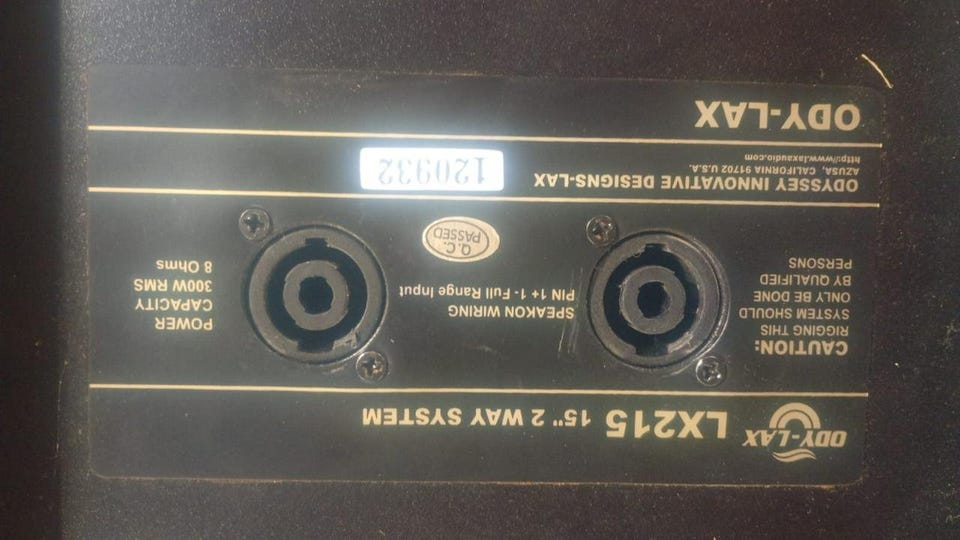 ODY-LAX LX215 15" 2 WAY SYSTEM
CAUTION:
RIGGING THIS
SYSTEM SHOULD
ONLY BE DONE
BY QUALIFIED
PERSONS
SPEAKON WIRING
PIN 1+ 1 - Full Range Input
Q.C.
PASSED
POWER
CAPACITY
300W RMS
8 Ohms
ODYSSEY INNOVATIVE DESIGNS-LAX
AZUSA, CALIFORNIA 91702 U.S.A.
http://www.laxaudio.com
120932
ODY-LAX